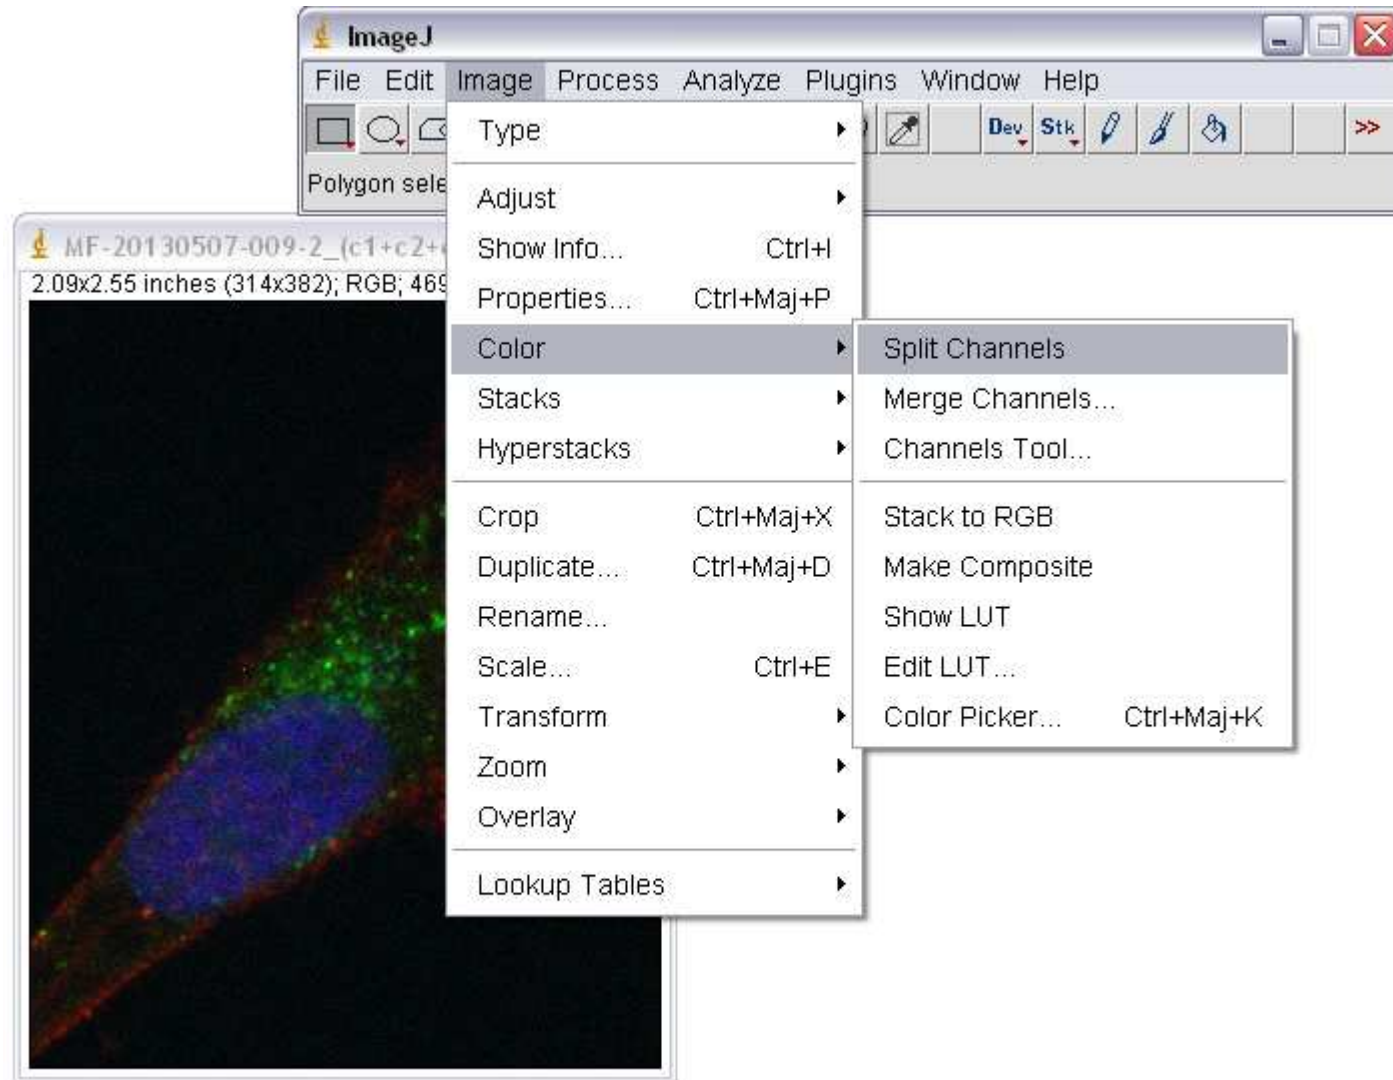 ImageJ
File Edit Image Process Analyze Plugins Window Help
Dev Stk >>
Polygon sele
MF-20130507-009-2_(c1+c2+
2.09x2.55 inches (314x382); RGB; 469
Type
Adjust
Show Info... Ctrl+I
Properties... Ctrl+Maj+P
Color
Stacks
Hyperstacks
Crop Ctrl+Maj+X
Duplicate... Ctrl+Maj+D
Rename...
Scale... Ctrl+E
Transform
Zoom
Overlay
Lookup Tables
Split Channels
Merge Channels...
Channels Tool...
Stack to RGB
Make Composite
Show LUT
Edit LUT...
Color Picker... Ctrl+Maj+K